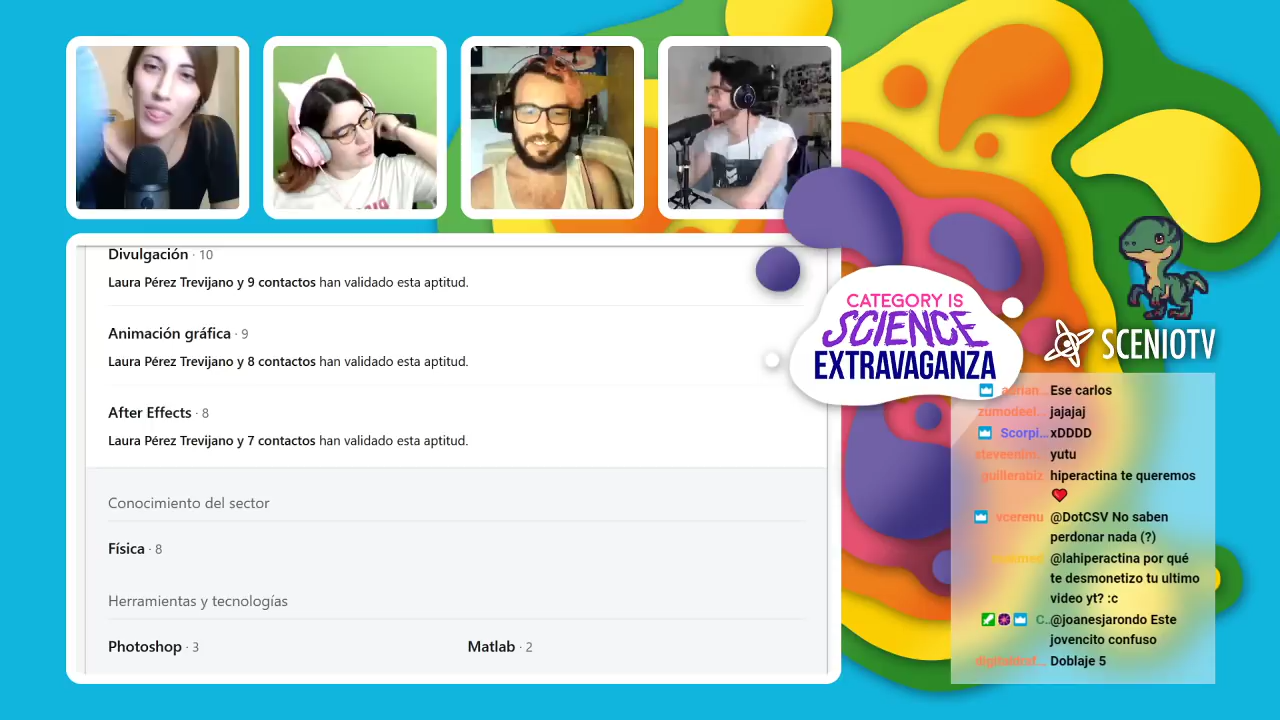 Divulgación · 10
Laura Pérez Trevijano y 9 contactos han validado esta aptitud.
Animación gráfica · 9
Laura Pérez Trevijano y 8 contactos han validado esta aptitud.
After Effects · 8
Laura Pérez Trevijano y 7 contactos han validado esta aptitud.
Conocimiento del sector
Física · 8
Herramientas y tecnologías
Photoshop · 3
Matlab · 2
CATEGORY IS
SCIENCE
EXTRAVAGANZA
SCENIOTV
adrian... Ese carlos
zumodeel... jajajaj
Scorpi... xDDDD
steveenim... yutu
guillerabiz hiperactina te queremos
vcerenu @DotCSV No saben
perdonar nada (?)
@lahiperactina por qué
te desmonetizo tu ultimo
video yt? :c
C... @joanesjarondo Este
jovencito confuso
Doblaje 5